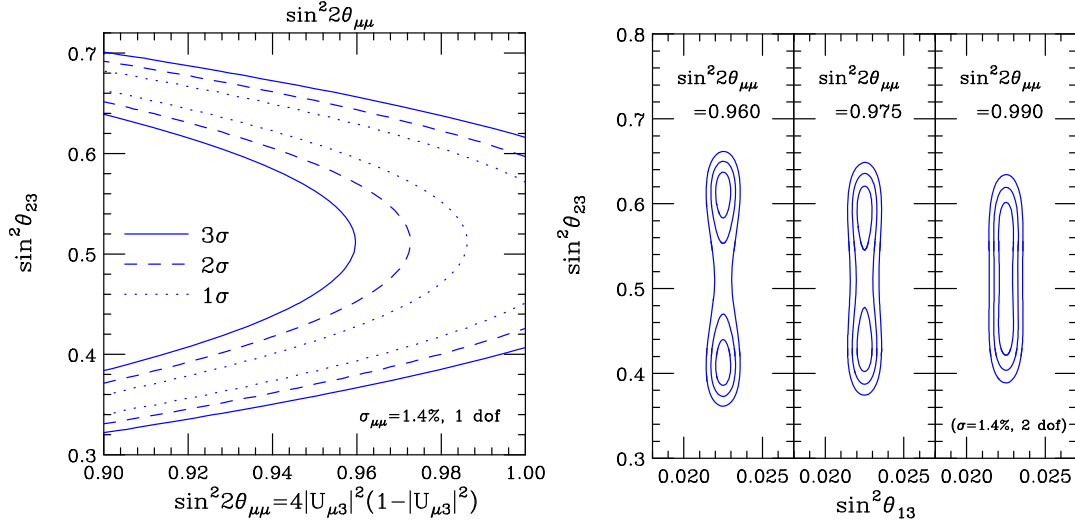 sin²2θμμ
0.7
0.6
0.5
0.4
0.3
sin²θ23
3σ
2σ
1σ
σμμ=1.4%, 1 dof
0.90 0.92 0.94 0.96 0.98 1.00
sin²2θμμ=4|Uμ3|²(1−|Uμ3|²)
0.8
0.7
0.6
0.5
0.4
0.3
sin²θ23
sin²2θμμ
=0.960
sin²2θμμ
=0.975
sin²2θμμ
=0.990
(σ=1.4%, 2 dof)
0.020 0.025 0.020 0.025 0.020 0.025
sin²θ13